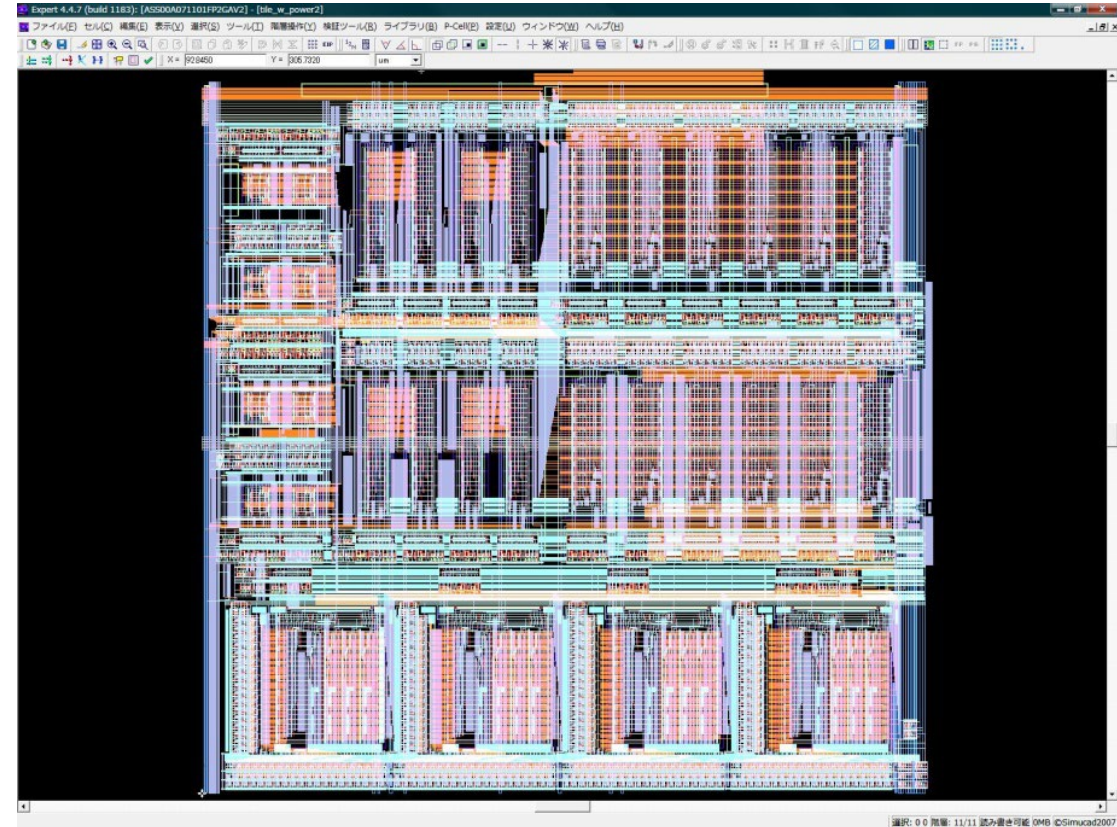 Expert 4.4.7 (build 1183): [ASS00A071101FP2GAV2] - [ble_w_power2]
ファイル(F) セル(C) 編集(E) 表示(V) 選択(S) ツール(T) 階層操作(Y) 検証ツール(R) ライブラリ(B) P-Cell(P) 設定(U) ウィンドウ(W) ヘルプ(H)
X= 928450 Y= 305.7320 um
選択: 0 0 階層: 11/11 読み書き可能 0MB ©Simucad2007